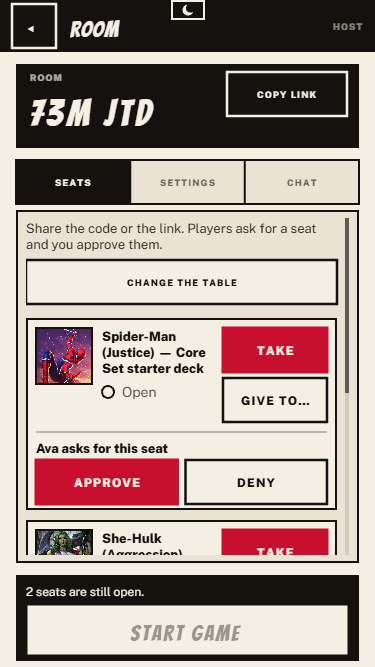 ROOM
HOST
ROOM
73M JTD
COPY LINK
SEATS
SETTINGS
CHAT
Share the code or the link. Players ask for a seat
and you approve them.
CHANGE THE TABLE
Spider-Man
(Justice) — Core
Set starter deck
Open
TAKE
GIVE TO...
Ava asks for this seat
APPROVE
DENY
She-Hulk
(Aggression)
TAKE
2 seats are still open.
START GAME